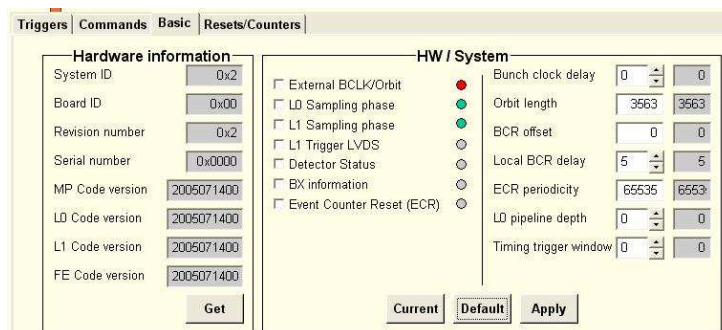 Triggers Commands Basic Resets/Counters
Hardware information
System ID 0x2
Board ID 0x00
Revision number 0x2
Serial number 0x0000
MP Code version 2005071400
L0 Code version 2005071400
L1 Code version 2005071400
FE Code version 2005071400
Get
HW / System
External BCLK/Orbit
L0 Sampling phase
L1 Sampling phase
L1 Trigger LVDS
Detector Status
BX information
Event Counter Reset (ECR)
Bunch clock delay 0 0
Orbit length 3563 3563
BCR offset 0 0
Local BCR delay 5 5
ECR periodicity 65535 6553
L0 pipeline depth 0 0
Timing trigger window 0 0
Current Default Apply